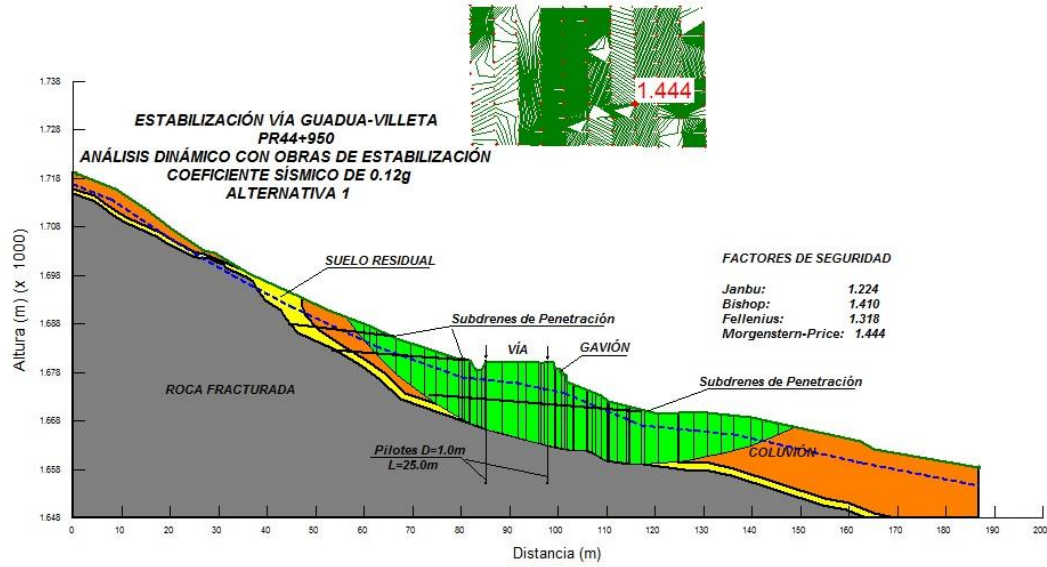 1.444
ESTABILIZACIÓN VÍA GUADUA-VILLETA
PR44+950
ANÁLISIS DINÁMICO CON OBRAS DE ESTABILIZACIÓN
COEFICIENTE SÍSMICO DE 0.12g
ALTERNATIVA 1
FACTORES DE SEGURIDAD
Janbu: 1.224
Bishop: 1.410
Fellenius: 1.318
Morgenstern-Price: 1.444
SUELO RESIDUAL
Subdrenes de Penetración
VÍA
GAVIÓN
Subdrenes de Penetración
ROCA FRACTURADA
COLUVIÓN
Pilotes D=1.0m
L=25.0m
Altura (m) (x 1000)
1.738
1.728
1.718
1.708
1.698
1.688
1.678
1.668
1.658
1.648
0 10 20 30 40 50 60 70 80 90 100 110 120 130 140 150 160 170 180 190 200
Distancia (m)